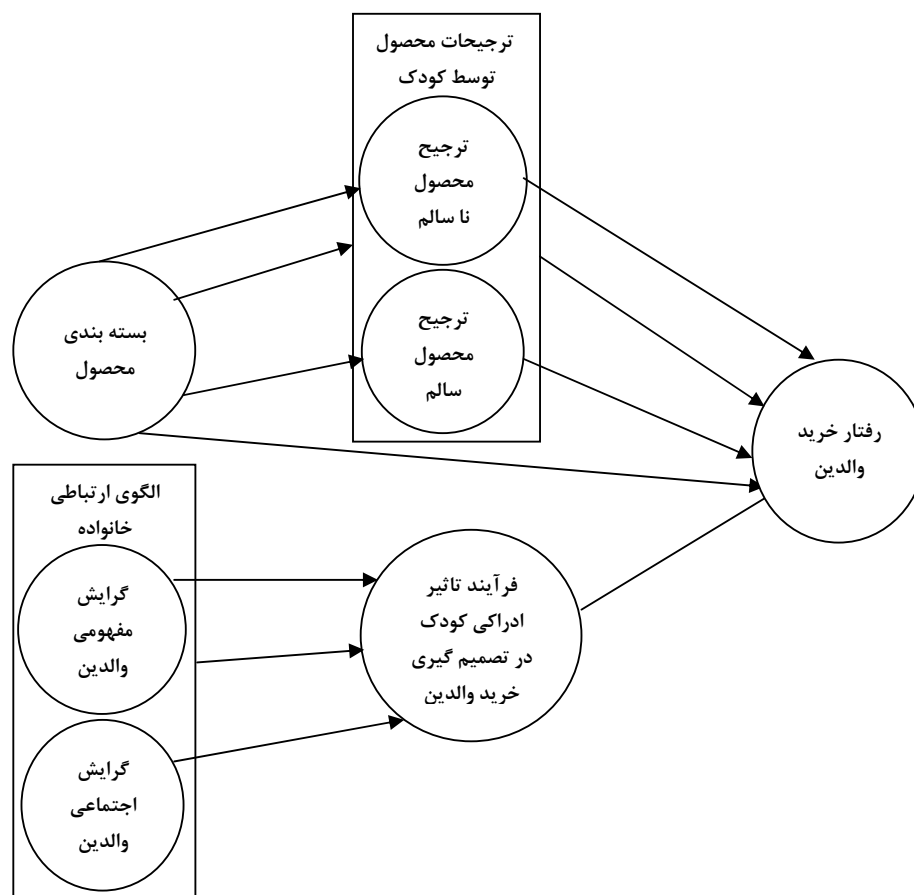 ترجیحات محصول
توسط کودک
ترجیح
محصول
نا سالم
ترجیح
محصول
سالم
بسته بندی
محصول
رفتار خرید
والدین
الگوی ارتباطی
خانواده
گرایش
مفهومی
والدین
فرآیند تاثیر
ادراکی کودک
در تصمیم گیری
خرید والدین
گرایش
اجتماعی
والدین